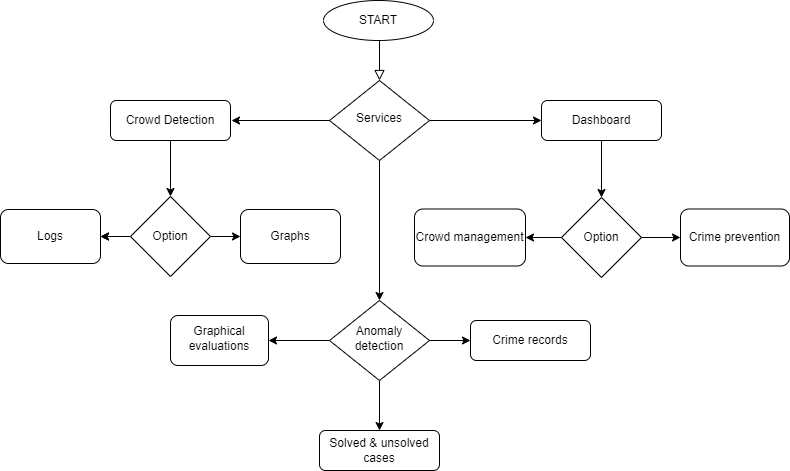 START
Services
Crowd Detection
Dashboard
Option
Logs
Graphs
Option
Crowd management
Crime prevention
Anomaly
detection
Graphical
evaluations
Crime records
Solved & unsolved
cases